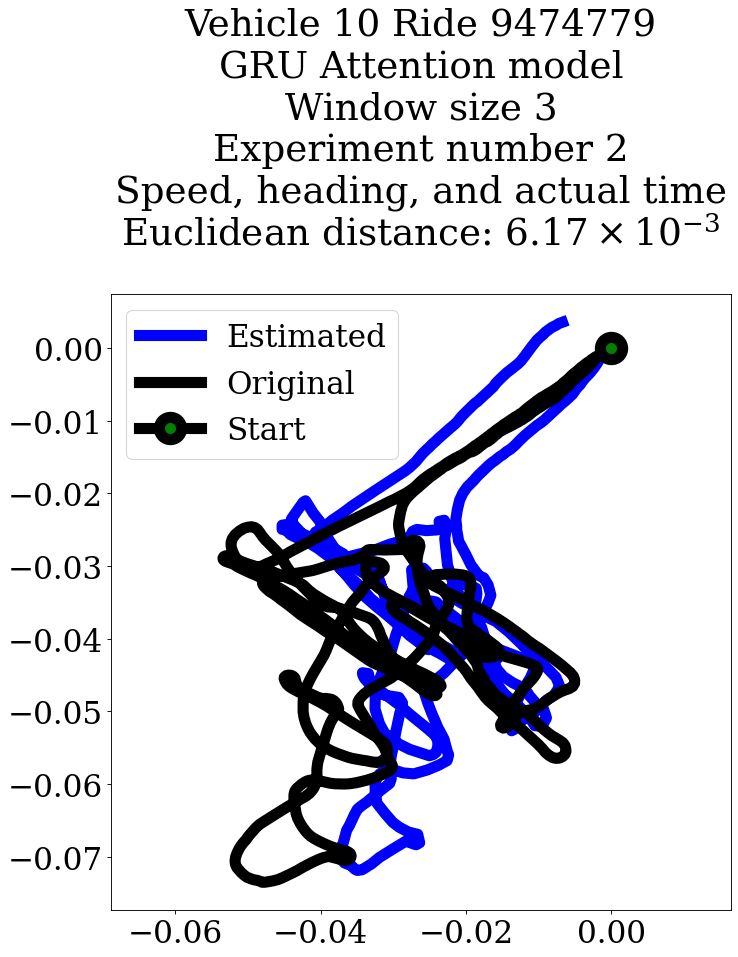 Vehicle 10 Ride 9474779
GRU Attention model
Window size 3
Experiment number 2
Speed, heading, and actual time
Euclidean distance: 6.17 × 10⁻³
Estimated
Original
Start
0.00
−0.01
−0.02
−0.03
−0.04
−0.05
−0.06
−0.07
−0.06 −0.04 −0.02 0.00